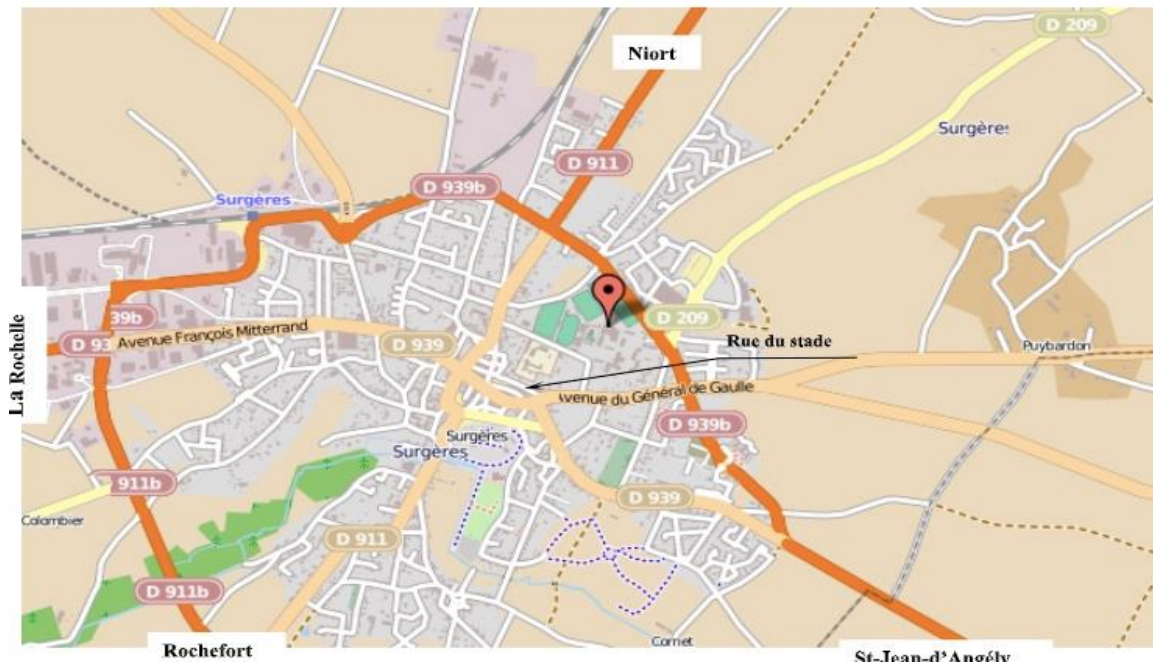 D 209
Niort
Surgères
D 911
D 939b
Surgères
La Rochelle
39b
D 93
Avenue François Mitterrand
D 939
D 209
Rue du stade
Puybardon
Avenue du Général de Gaulle
D 939b
Surgères
Surgères
911b
D 939
Colombier
D 911
D 911b
Cornet
Rochefort
St-Jean-d'Angély